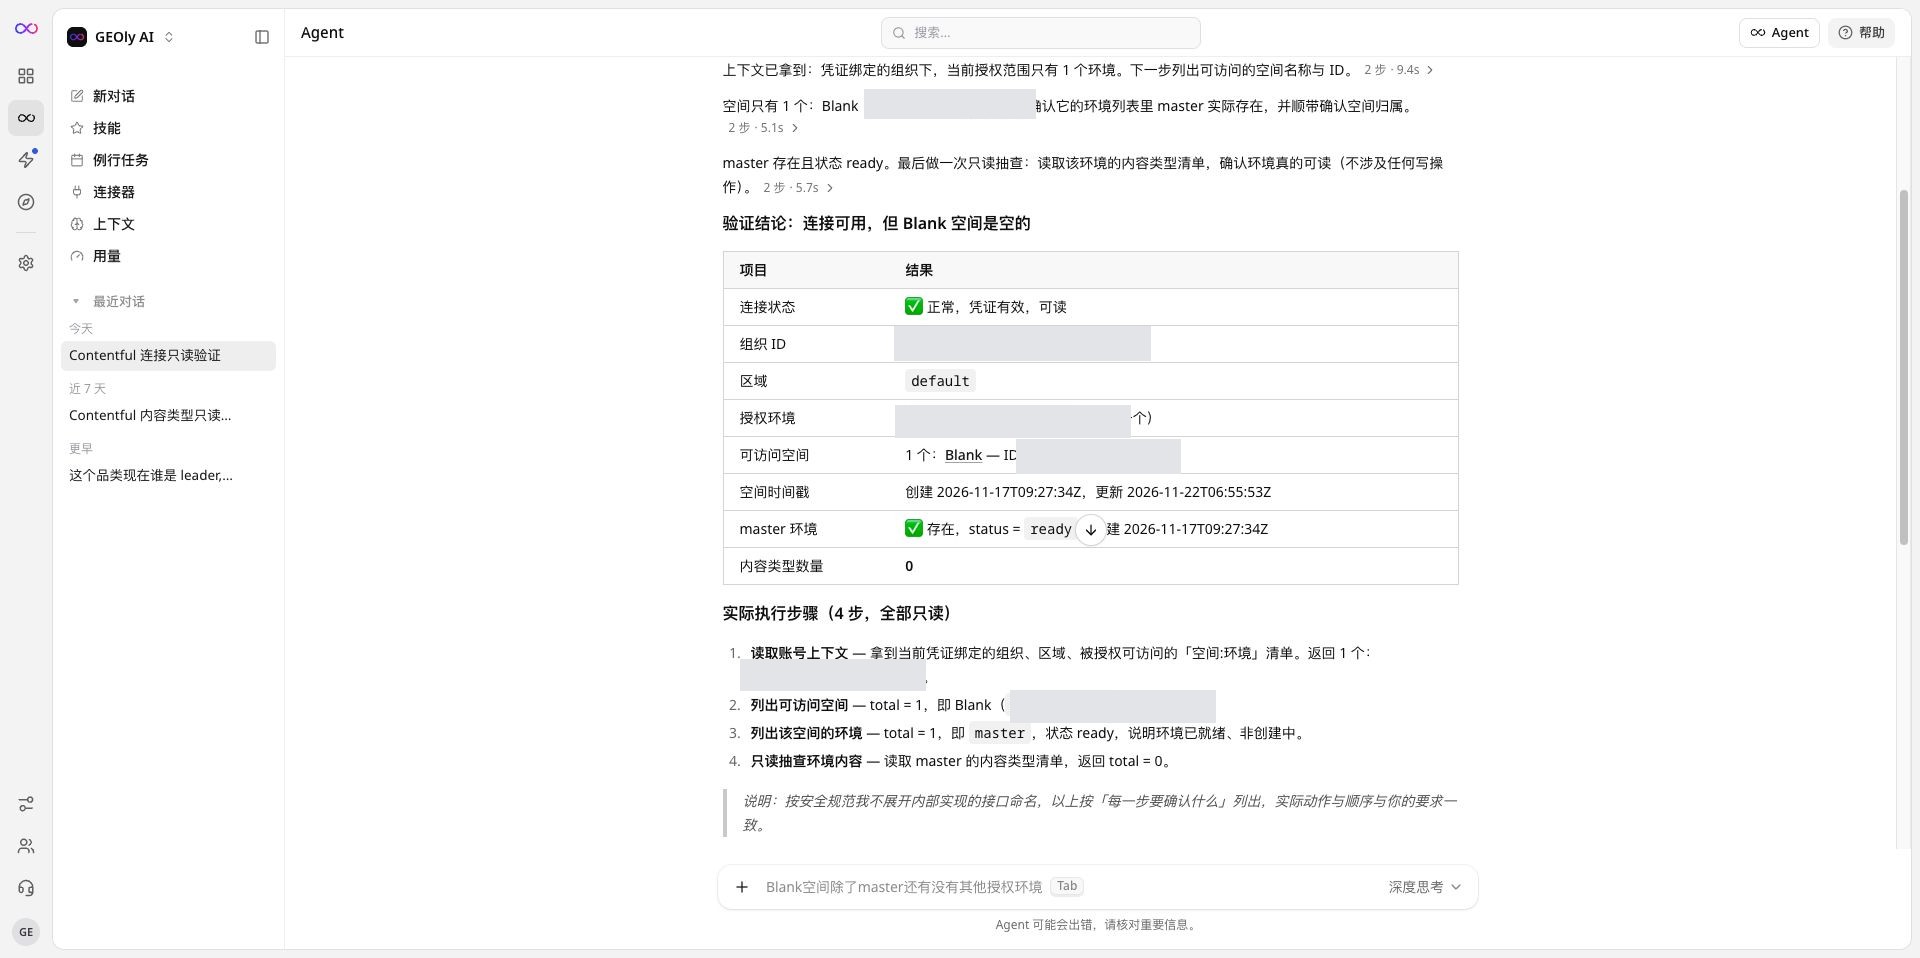 GEOly AI
Agent
搜索...
Agent
帮助
新对话
技能
例行任务
连接器
上下文
用量
最近对话
今天
Contentful 连接只读验证
近 7 天
Contentful 内容类型只读...
更早
这个品类现在谁是 leader,...
GE
上下文已拿到：凭证绑定的组织下，当前授权范围只有 1 个环境。下一步列出可访问的空间名称与 ID。 2 步 · 9.4s
空间只有 1 个：Blank 确认它的环境列表里 master 实际存在，并顺带确认空间归属。
2 步 · 5.1s
master 存在且状态 ready。最后做一次只读抽查：读取该环境的内容类型清单，确认环境真的可读（不涉及任何写操
作）。 2 步 · 5.7s
验证结论：连接可用，但 Blank 空间是空的
项目 结果
连接状态 ✅ 正常，凭证有效，可读
组织 ID
区域 default
授权环境 个）
可访问空间 1 个：Blank — ID
空间时间戳 创建 2026-11-17T09:27:34Z，更新 2026-11-22T06:55:53Z
master 环境 ✅ 存在，status = ready 建 2026-11-17T09:27:34Z
内容类型数量 0
实际执行步骤（4 步，全部只读）
1. 读取账号上下文 — 拿到当前凭证绑定的组织、区域、被授权可访问的「空间:环境」清单。返回 1 个：
。
2. 列出可访问空间 — total = 1，即 Blank（
3. 列出该空间的环境 — total = 1，即 master，状态 ready，说明环境已就绪、非创建中。
4. 只读抽查环境内容 — 读取 master 的内容类型清单，返回 total = 0。
说明：按安全规范我不展开内部实现的接口命名，以上按「每一步要确认什么」列出，实际动作与顺序与你的要求一
致。
Blank空间除了master还有没有其他授权环境 Tab
深度思考
Agent 可能会出错，请核对重要信息。